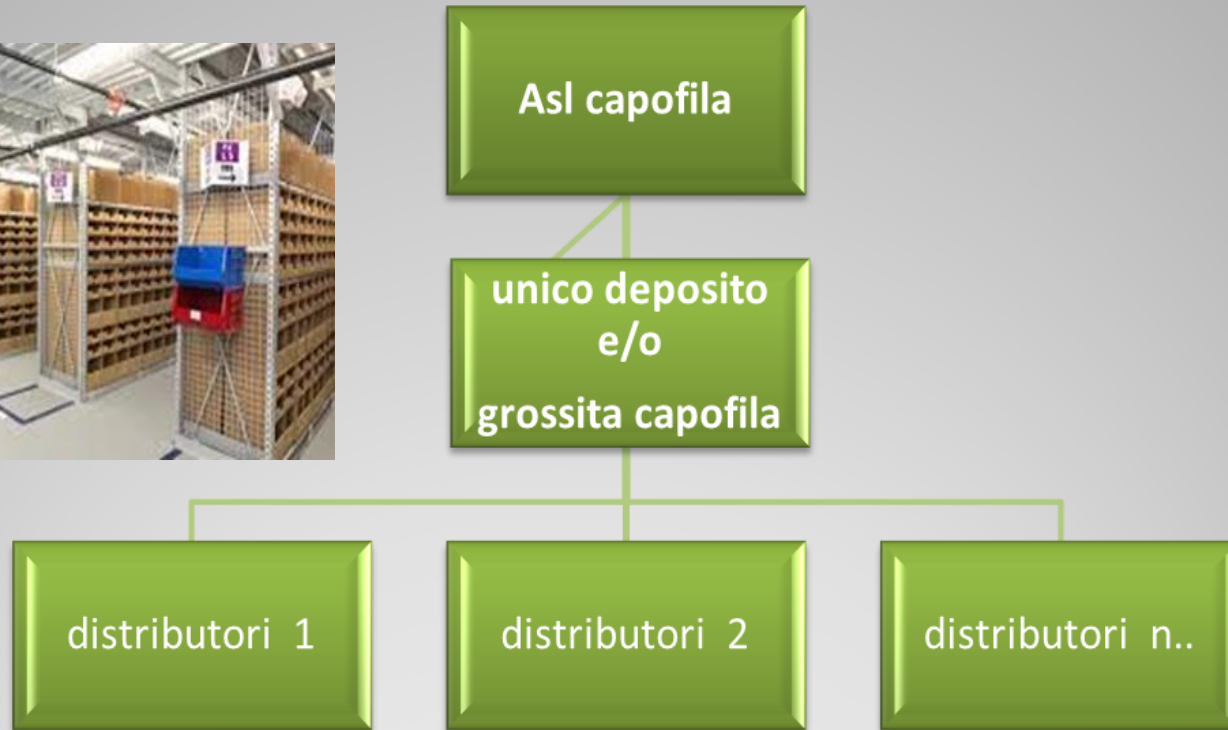 Asl capofila
unico deposito
e/o
grossita capofila
distributori 1
distributori 2
distributori n..